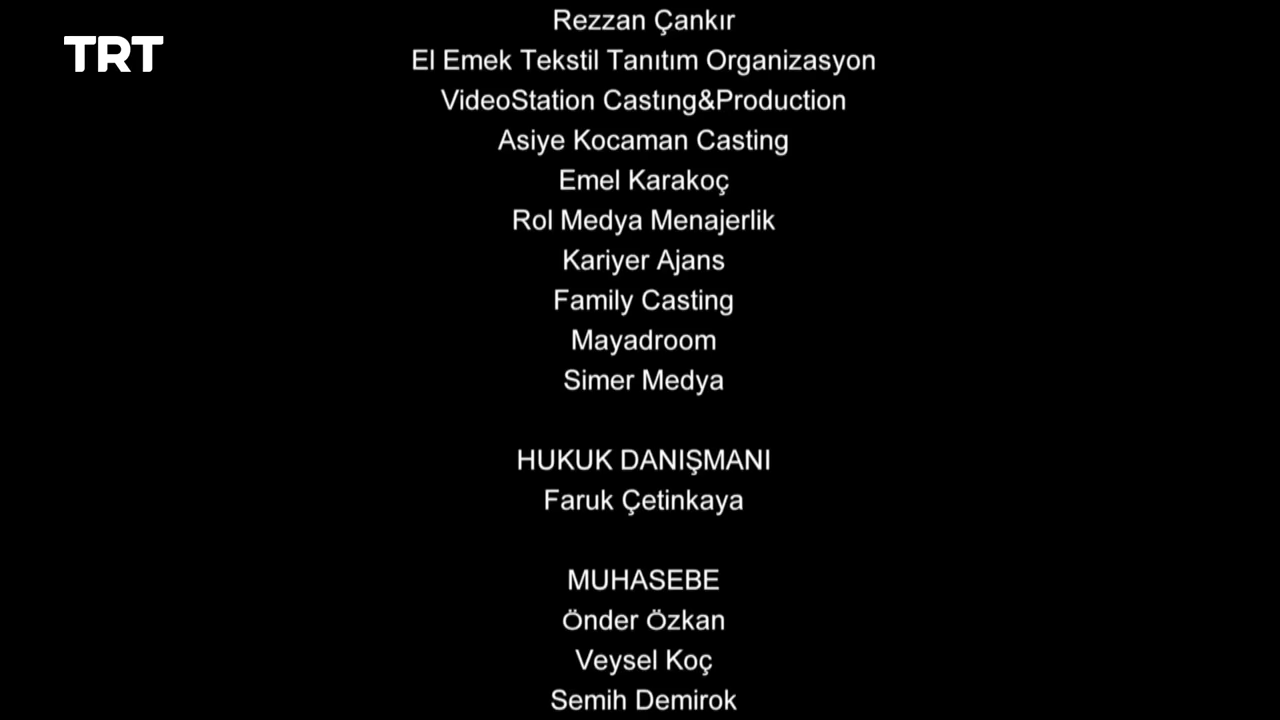 TRT
Rezzan Çankır
El Emek Tekstil Tanıtım Organizasyon
VideoStation Castıng&Production
Asiye Kocaman Casting
Emel Karakoç
Rol Medya Menajerlik
Kariyer Ajans
Family Casting
Mayadroom
Simer Medya
HUKUK DANIŞMANI
Faruk Çetinkaya
MUHASEBE
Önder Özkan
Veysel Koç
Semih Demirok